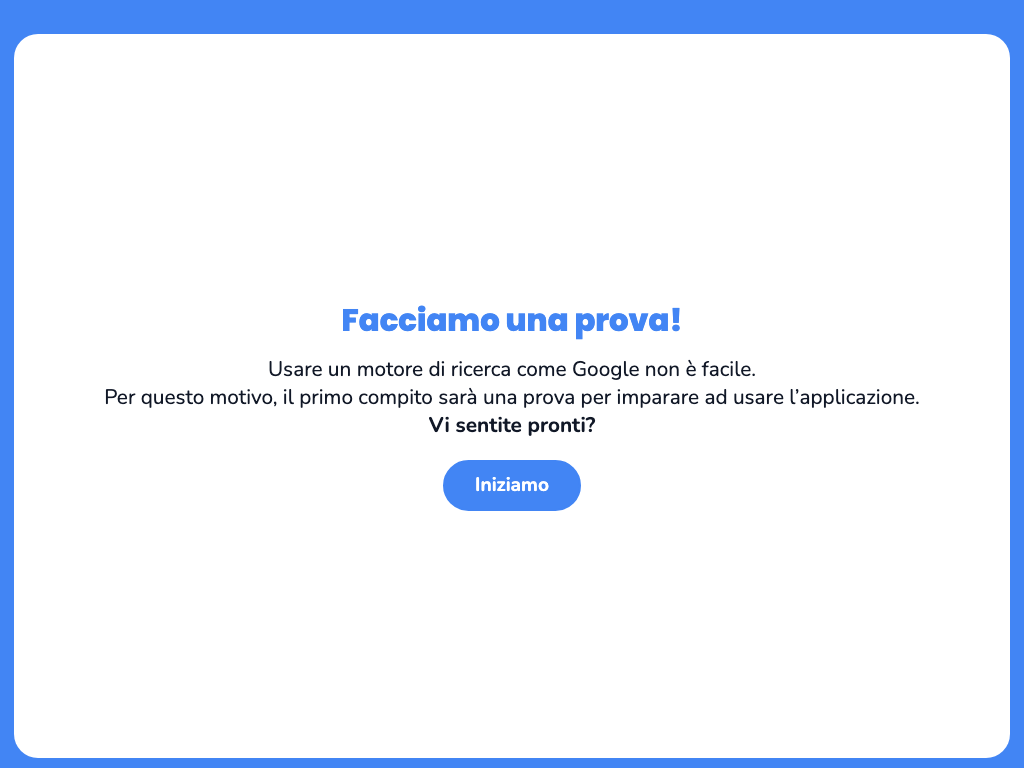 Facciamo una prova!
Usare un motore di ricerca come Google non è facile.
Per questo motivo, il primo compito sarà una prova per imparare ad usare l’applicazione.
Vi sentite pronti?
Iniziamo